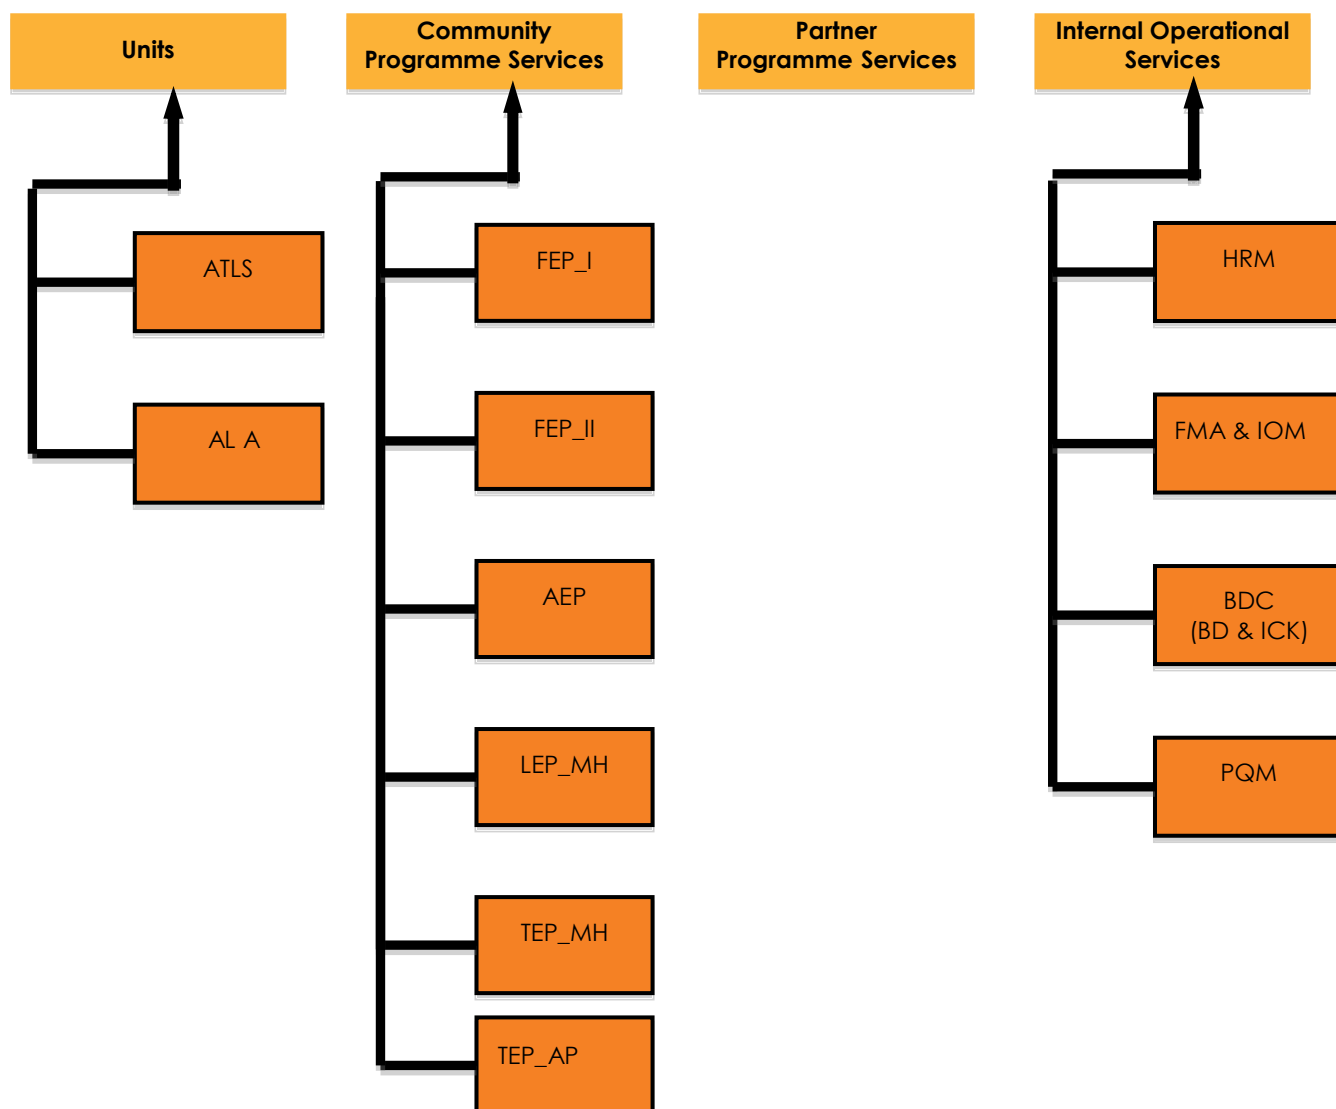 Units
Community
Programme Services
Partner
Programme Services
Internal Operational
Services
ATLS
AL A
FEP_I
FEP_II
AEP
LEP_MH
TEP_MH
TEP_AP
HRM
FMA & IOM
BDC
(BD & ICK)
PQM